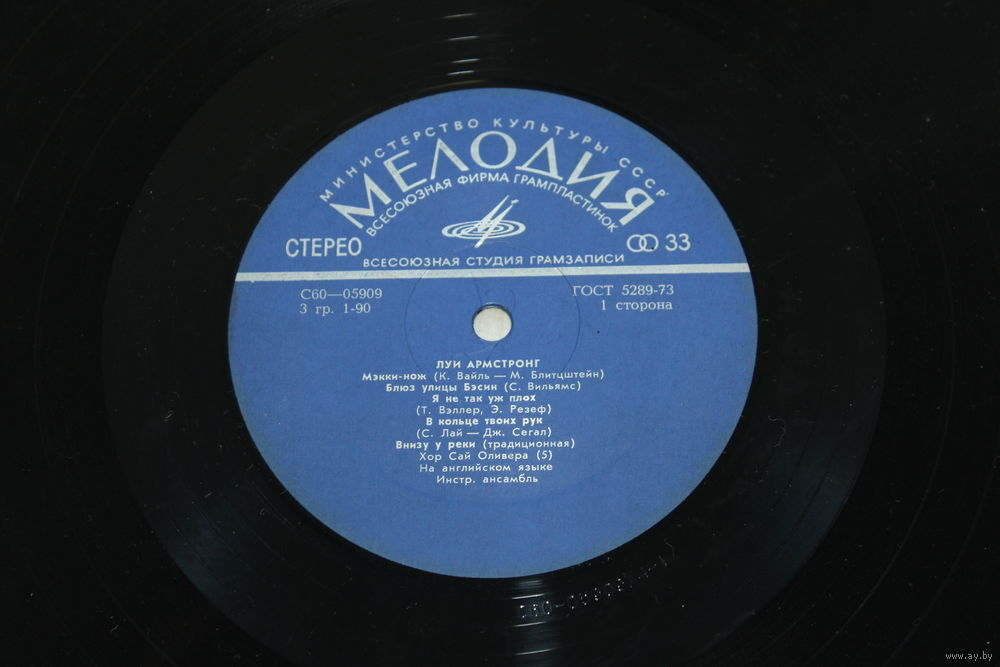 МИНИСТЕРСТВО КУЛЬТУРЫ СССР
МЕЛОДИЯ
ВСЕСОЮЗНАЯ ФИРМА ГРАМПЛАСТИНОК
СТЕРЕО
33
ВСЕСОЮЗНАЯ СТУДИЯ ГРАМЗАПИСИ
С60—05909
ГОСТ 5289-73
3 гр. 1-90
1 сторона
ЛУИ АРМСТРОНГ
Мэкки-нож (К. Вайль — М. Блитцштейн)
Блюз улицы Бэсин (С. Вильямс)
Я не так уж плох
(Т. Вэллер, Э. Резеф)
В кольце твоих рук
(С. Лай — Дж. Сегал)
Внизу у реки (традиционная)
Хор Сай Оливера (5)
На английском языке
Инстр. ансамбль
www.ay.by